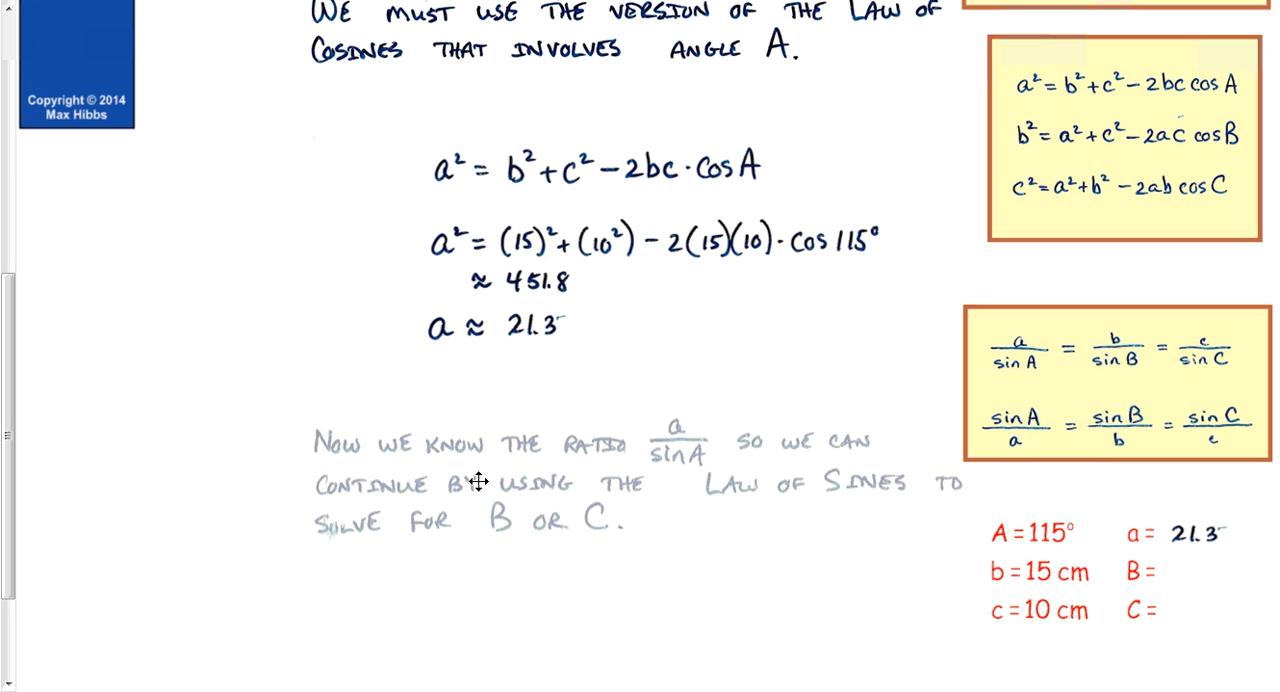 WE MUST USE THE VERSION OF THE LAW OF
COSINES THAT INVOLVES ANGLE A.
Copyright © 2014
Max Hibbs
a² = b² + c² − 2bc · cos A
a² = (15)² + (10²) − 2(15)(10) · cos 115°
≈ 451.8
a ≈ 21.3
NOW WE KNOW THE RATIO a/sin A SO WE CAN
CONTINUE BY USING THE LAW OF SINES TO
SOLVE FOR B OR C.
a² = b² + c² − 2bc cos A
b² = a² + c² − 2ac cos B
c² = a² + b² − 2ab cos C
a/sin A = b/sin B = c/sin C
sin A/a = sin B/b = sin C/c
A = 115° a = 21.3
b = 15 cm B =
c = 10 cm C =